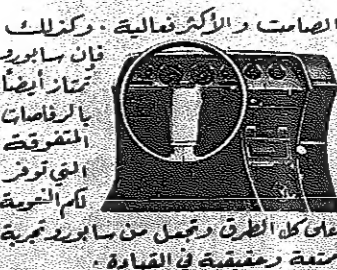 الصامت والأكثر فعالية . وكذلك
فإن سابورو
تمتاز أيضاً
بالرفاصات
المتفوقة
التي توفر
لكم النعومة
على كل الطرق وتجعل من سابورو تجربة
ممتعة وحقيقية في القيادة .